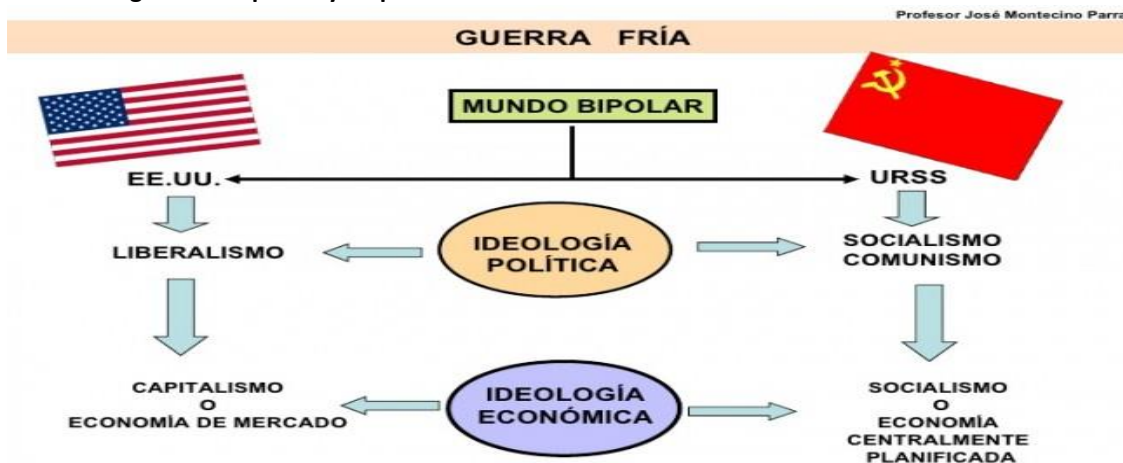 Profesor José Montecino Parra
GUERRA FRÍA
MUNDO BIPOLAR
EE.UU.
URSS
LIBERALISMO
IDEOLOGÍA
POLÍTICA
SOCIALISMO
COMUNISMO
CAPITALISMO
O
ECONOMÍA DE MERCADO
IDEOLOGÍA
ECONÓMICA
SOCIALISMO
O
ECONOMÍA
CENTRALMENTE
PLANIFICADA